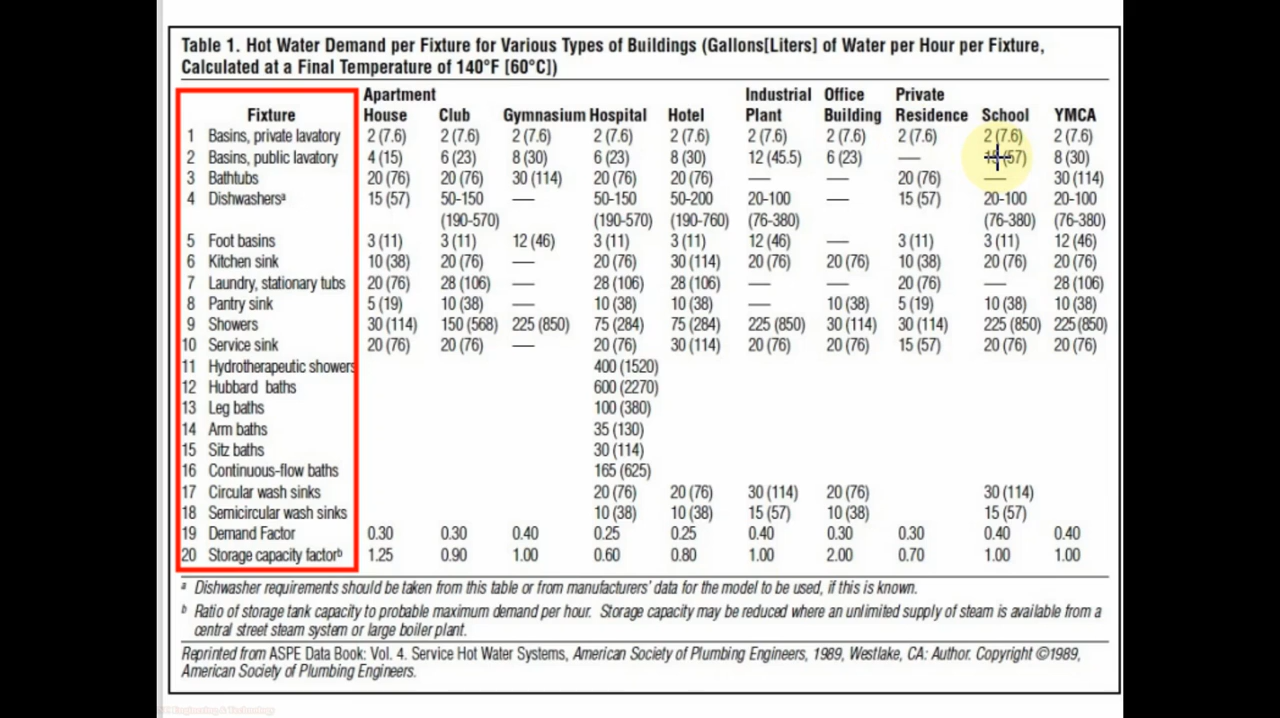 Table 1. Hot Water Demand per Fixture for Various Types of Buildings (Gallons[Liters] of Water per Hour per Fixture,
Calculated at a Final Temperature of 140°F [60°C])
Apartment Industrial Office Private
Fixture House Club Gymnasium Hospital Hotel Plant Building Residence School YMCA
1 Basins, private lavatory 2 (7.6) 2 (7.6) 2 (7.6) 2 (7.6) 2 (7.6) 2 (7.6) 2 (7.6) 2 (7.6) 2 (7.6) 2 (7.6)
2 Basins, public lavatory 4 (15) 6 (23) 8 (30) 6 (23) 8 (30) 12 (45.5) 6 (23) — 15 (57) 8 (30)
3 Bathtubs 20 (76) 20 (76) 30 (114) 20 (76) 20 (76) — — 20 (76) — 30 (114)
4 Dishwashersª 15 (57) 50-150 — 50-150 50-200 20-100 — 15 (57) 20-100 20-100
(190-570) (190-570) (190-760) (76-380) (76-380) (76-380)
5 Foot basins 3 (11) 3 (11) 12 (46) 3 (11) 3 (11) 12 (46) — 3 (11) 3 (11) 12 (46)
6 Kitchen sink 10 (38) 20 (76) — 20 (76) 30 (114) 20 (76) 20 (76) 10 (38) 20 (76) 20 (76)
7 Laundry, stationary tubs 20 (76) 28 (106) — 28 (106) 28 (106) — — 20 (76) — 28 (106)
8 Pantry sink 5 (19) 10 (38) — 10 (38) 10 (38) — 10 (38) 5 (19) 10 (38) 10 (38)
9 Showers 30 (114) 150 (568) 225 (850) 75 (284) 75 (284) 225 (850) 30 (114) 30 (114) 225 (850) 225 (850)
10 Service sink 20 (76) 20 (76) — 20 (76) 30 (114) 20 (76) 20 (76) 15 (57) 20 (76) 20 (76)
11 Hydrotherapeutic showers 400 (1520)
12 Hubbard baths 600 (2270)
13 Leg baths 100 (380)
14 Arm baths 35 (130)
15 Sitz baths 30 (114)
16 Continuous-flow baths 165 (625)
17 Circular wash sinks 20 (76) 20 (76) 30 (114) 20 (76) 30 (114)
18 Semicircular wash sinks 10 (38) 10 (38) 15 (57) 10 (38) 15 (57)
19 Demand Factor 0.30 0.30 0.40 0.25 0.25 0.40 0.30 0.30 0.40 0.40
20 Storage capacity factorᵇ 1.25 0.90 1.00 0.60 0.80 1.00 2.00 0.70 1.00 1.00
ª Dishwasher requirements should be taken from this table or from manufacturers' data for the model to be used, if this is known.
ᵇ Ratio of storage tank capacity to probable maximum demand per hour. Storage capacity may be reduced where an unlimited supply of steam is available from a
central street steam system or large boiler plant.
Reprinted from ASPE Data Book: Vol. 4. Service Hot Water Systems, American Society of Plumbing Engineers, 1989, Westlake, CA: Author. Copyright ©1989,
American Society of Plumbing Engineers.
Engineering & Technology